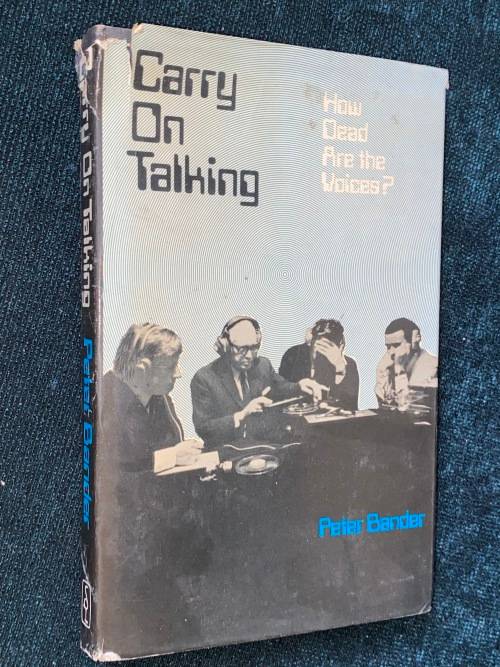 Carry
On
Talking
How
Dead
Are the
Voices?
Peter Bander
Carry On Talking Peter Bander